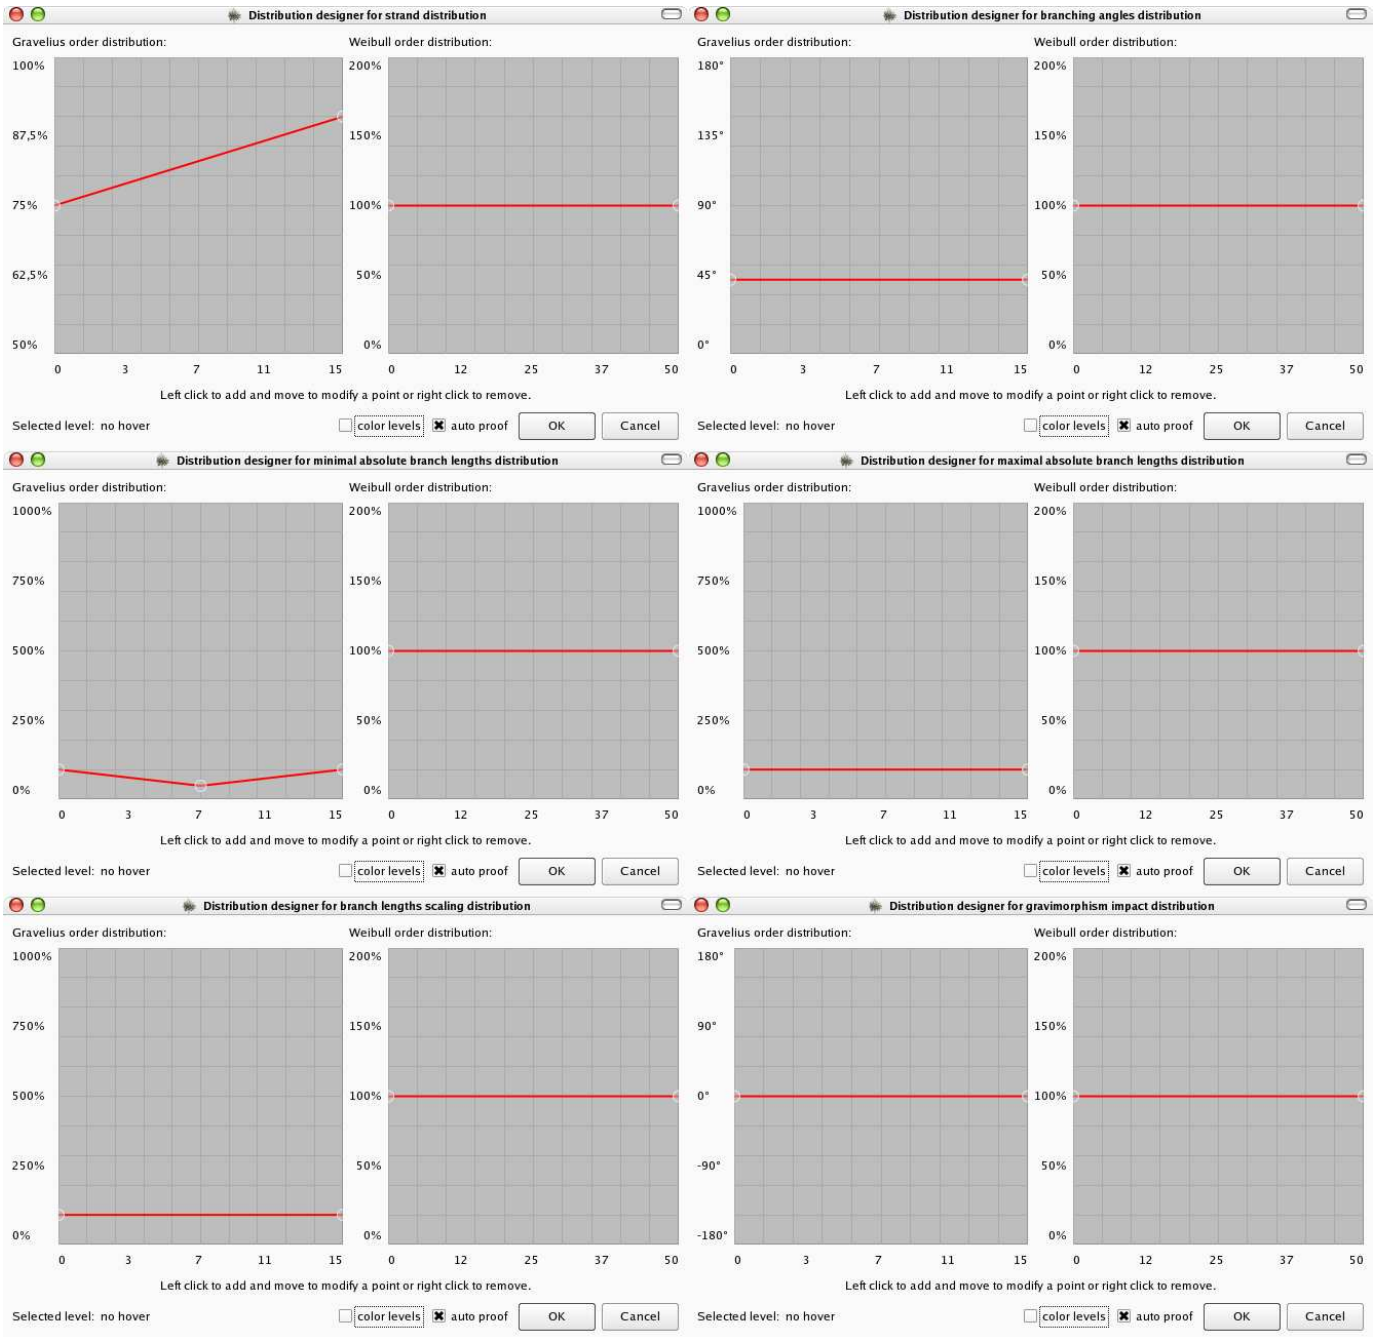 Distribution designer for strand distribution
Gravelius order distribution: Weibull order distribution:
100% 200%
87,5% 150%
75% 100%
62,5% 50%
50% 0%
0 3 7 11 15 0 12 25 37 50
Left click to add and move to modify a point or right click to remove.
Selected level: no hover color levels auto proof OK Cancel
Distribution designer for branching angles distribution
Gravelius order distribution: Weibull order distribution:
180° 200%
135° 150%
90° 100%
45° 50%
0° 0%
0 3 7 11 15 0 12 25 37 50
Left click to add and move to modify a point or right click to remove.
Selected level: no hover color levels auto proof OK Cancel
Distribution designer for minimal absolute branch lengths distribution
Gravelius order distribution: Weibull order distribution:
1000% 200%
750% 150%
500% 100%
250% 50%
0% 0%
0 3 7 11 15 0 12 25 37 50
Left click to add and move to modify a point or right click to remove.
Selected level: no hover color levels auto proof OK Cancel
Distribution designer for maximal absolute branch lengths distribution
Gravelius order distribution: Weibull order distribution:
1000% 200%
750% 150%
500% 100%
250% 50%
0% 0%
0 3 7 11 15 0 12 25 37 50
Left click to add and move to modify a point or right click to remove.
Selected level: no hover color levels auto proof OK Cancel
Distribution designer for branch lengths scaling distribution
Gravelius order distribution: Weibull order distribution:
1000% 200%
750% 150%
500% 100%
250% 50%
0% 0%
0 3 7 11 15 0 12 25 37 50
Left click to add and move to modify a point or right click to remove.
Selected level: no hover color levels auto proof OK Cancel
Distribution designer for gravimorphism impact distribution
Gravelius order distribution: Weibull order distribution:
180° 200%
90° 150%
0° 100%
-90° 50%
-180° 0%
0 3 7 11 15 0 12 25 37 50
Left click to add and move to modify a point or right click to remove.
Selected level: no hover color levels auto proof OK Cancel